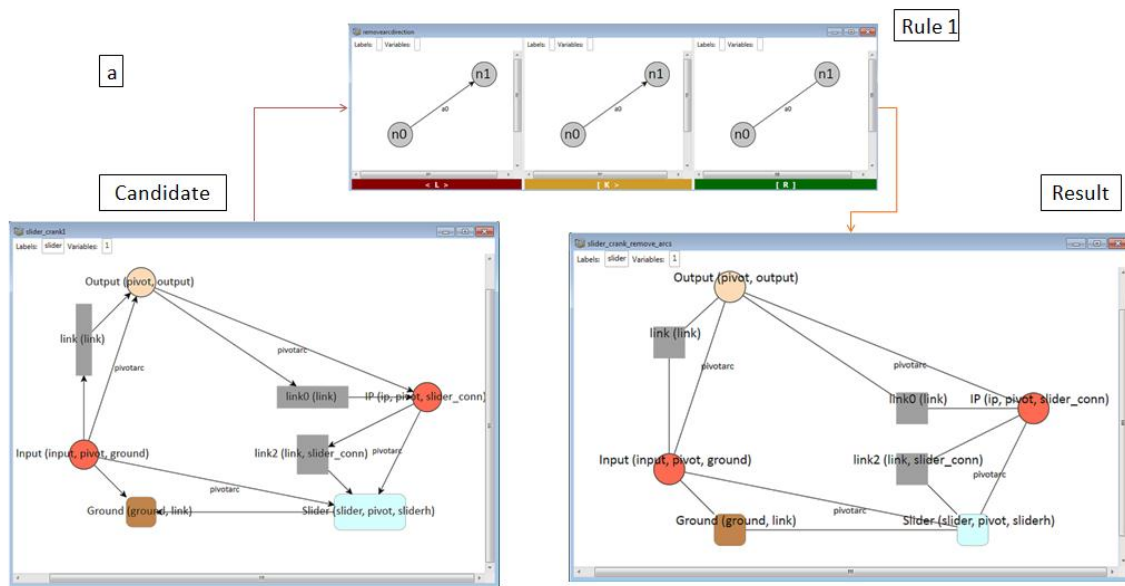 Rule 1
a
removearcdirection
Labels: Variables:
Labels: Variables:
Labels: Variables:
n1
a0
n0
n1
a0
n0
n1
a0
n0
< L >
[ K >
[ R ]
Candidate
Result
slider_crank1
Labels: slider Variables: 1
Output (pivot, output)
link (link)
pivotarc
pivotarc
link0 (link)
IP (ip, pivot, slider_conn)
Input (input, pivot, ground)
link2 (link, slider_conn)
pivotarc
pivotarc
Ground (ground, link)
Slider (slider, pivot, sliderh)
slider_crank_remove_arcs
Labels: slider Variables: 1
Output (pivot, output)
link (link)
pivotarc
pivotarc
link0 (link)
IP (ip, pivot, slider_conn)
Input (input, pivot, ground)
link2 (link, slider_conn)
pivotarc
pivotarc
Ground (ground, link)
Slider (slider, pivot, sliderh)